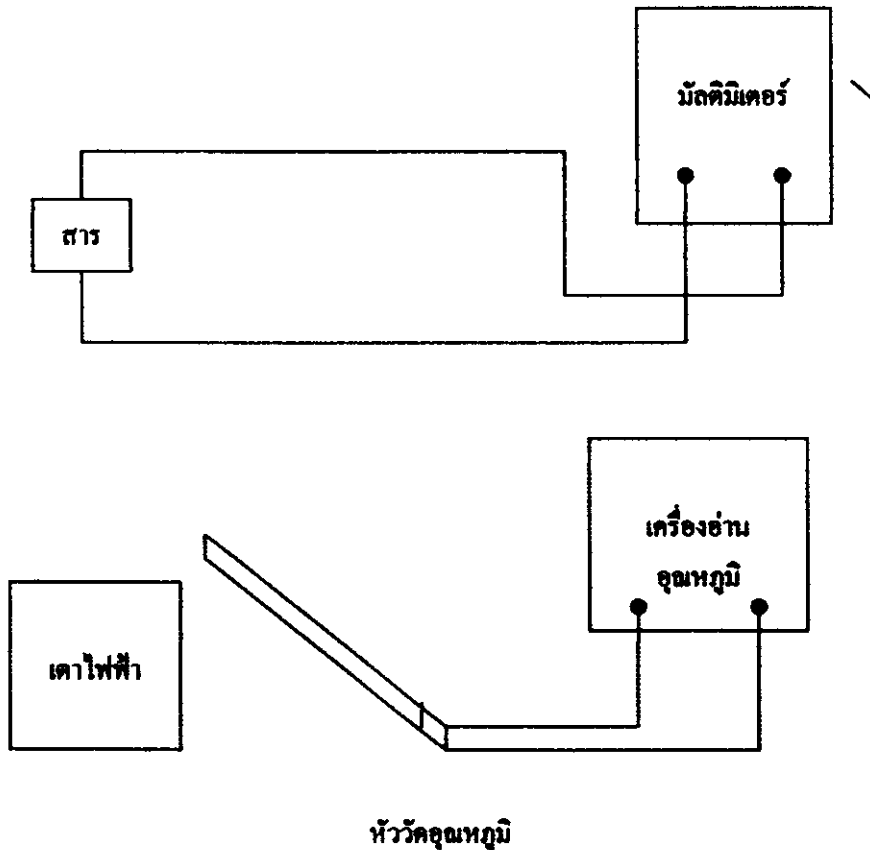 มัลติมิเตอร์
สาร
เครื่องอ่าน
อุณหภูมิ
เตาไฟฟ้า
หัววัดอุณหภูมิ